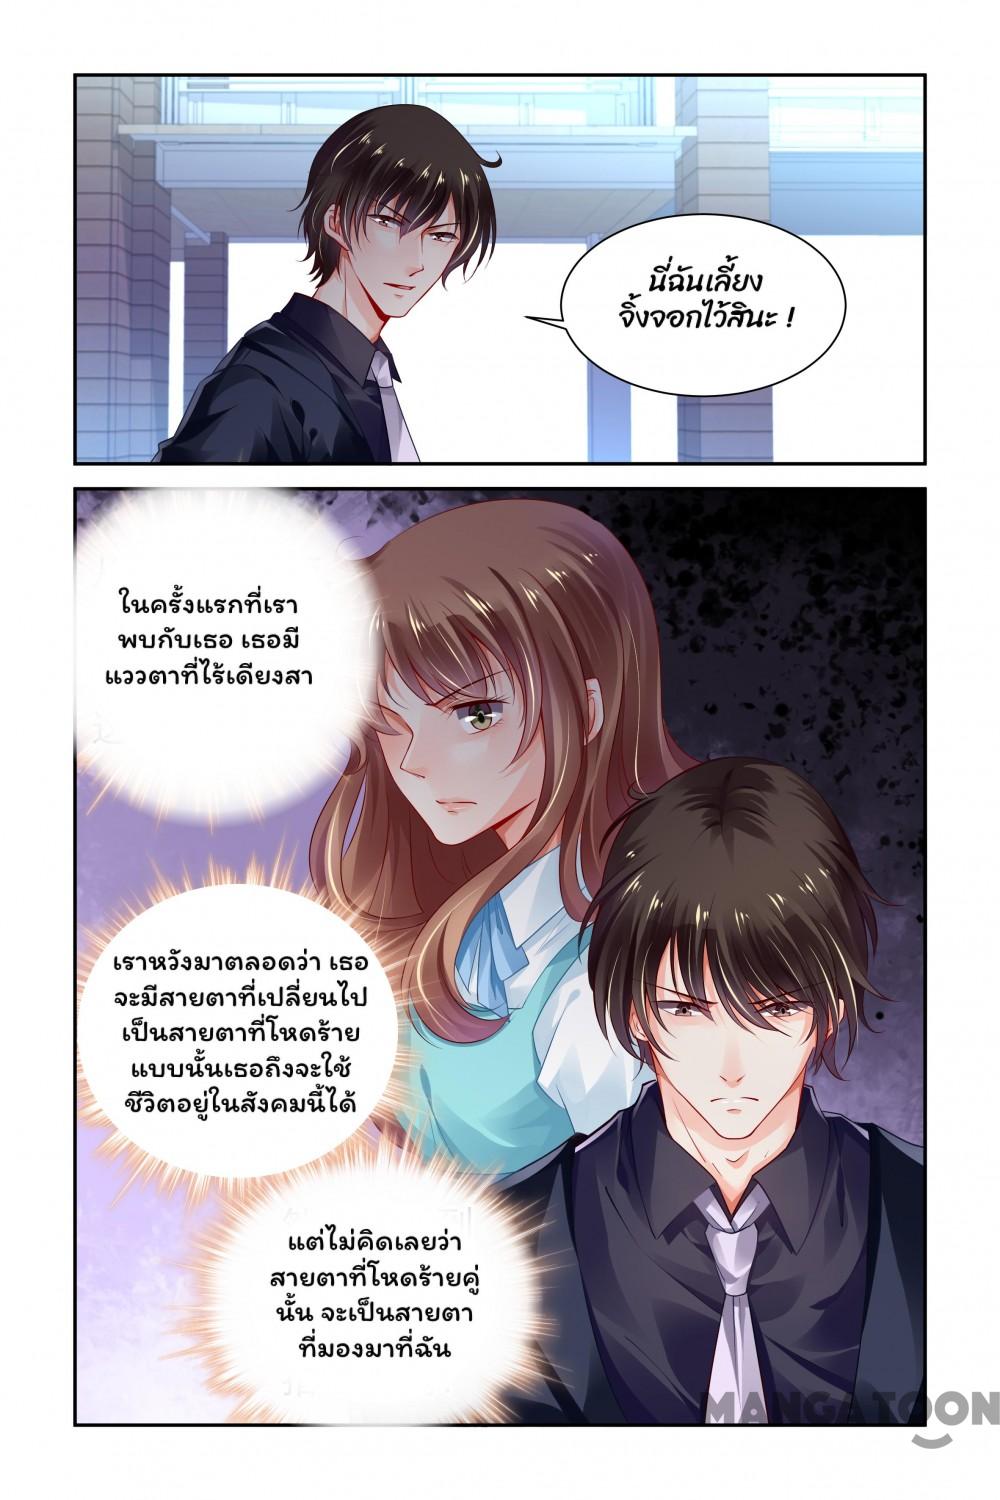 นี่ฉันเลี้ยง
จิ้งจอกไว้สินะ !
ในครั้งแรกที่เรา
พบกับเธอ เธอมี
แววตาที่ไร้เดียงสา
เราหวังมาตลอดว่า เธอ
จะมีสายตาที่เปลี่ยนไป
เป็นสายตาที่โหดร้าย
แบบนั้นเธอถึงจะใช้
ชีวิตอยู่ในสังคมนี้ได้
แต่ไม่คิดเลยว่า
สายตาที่โหดร้ายคู่
นั้น จะเป็นสายตา
ที่มองมาที่ฉัน
MANGATOON